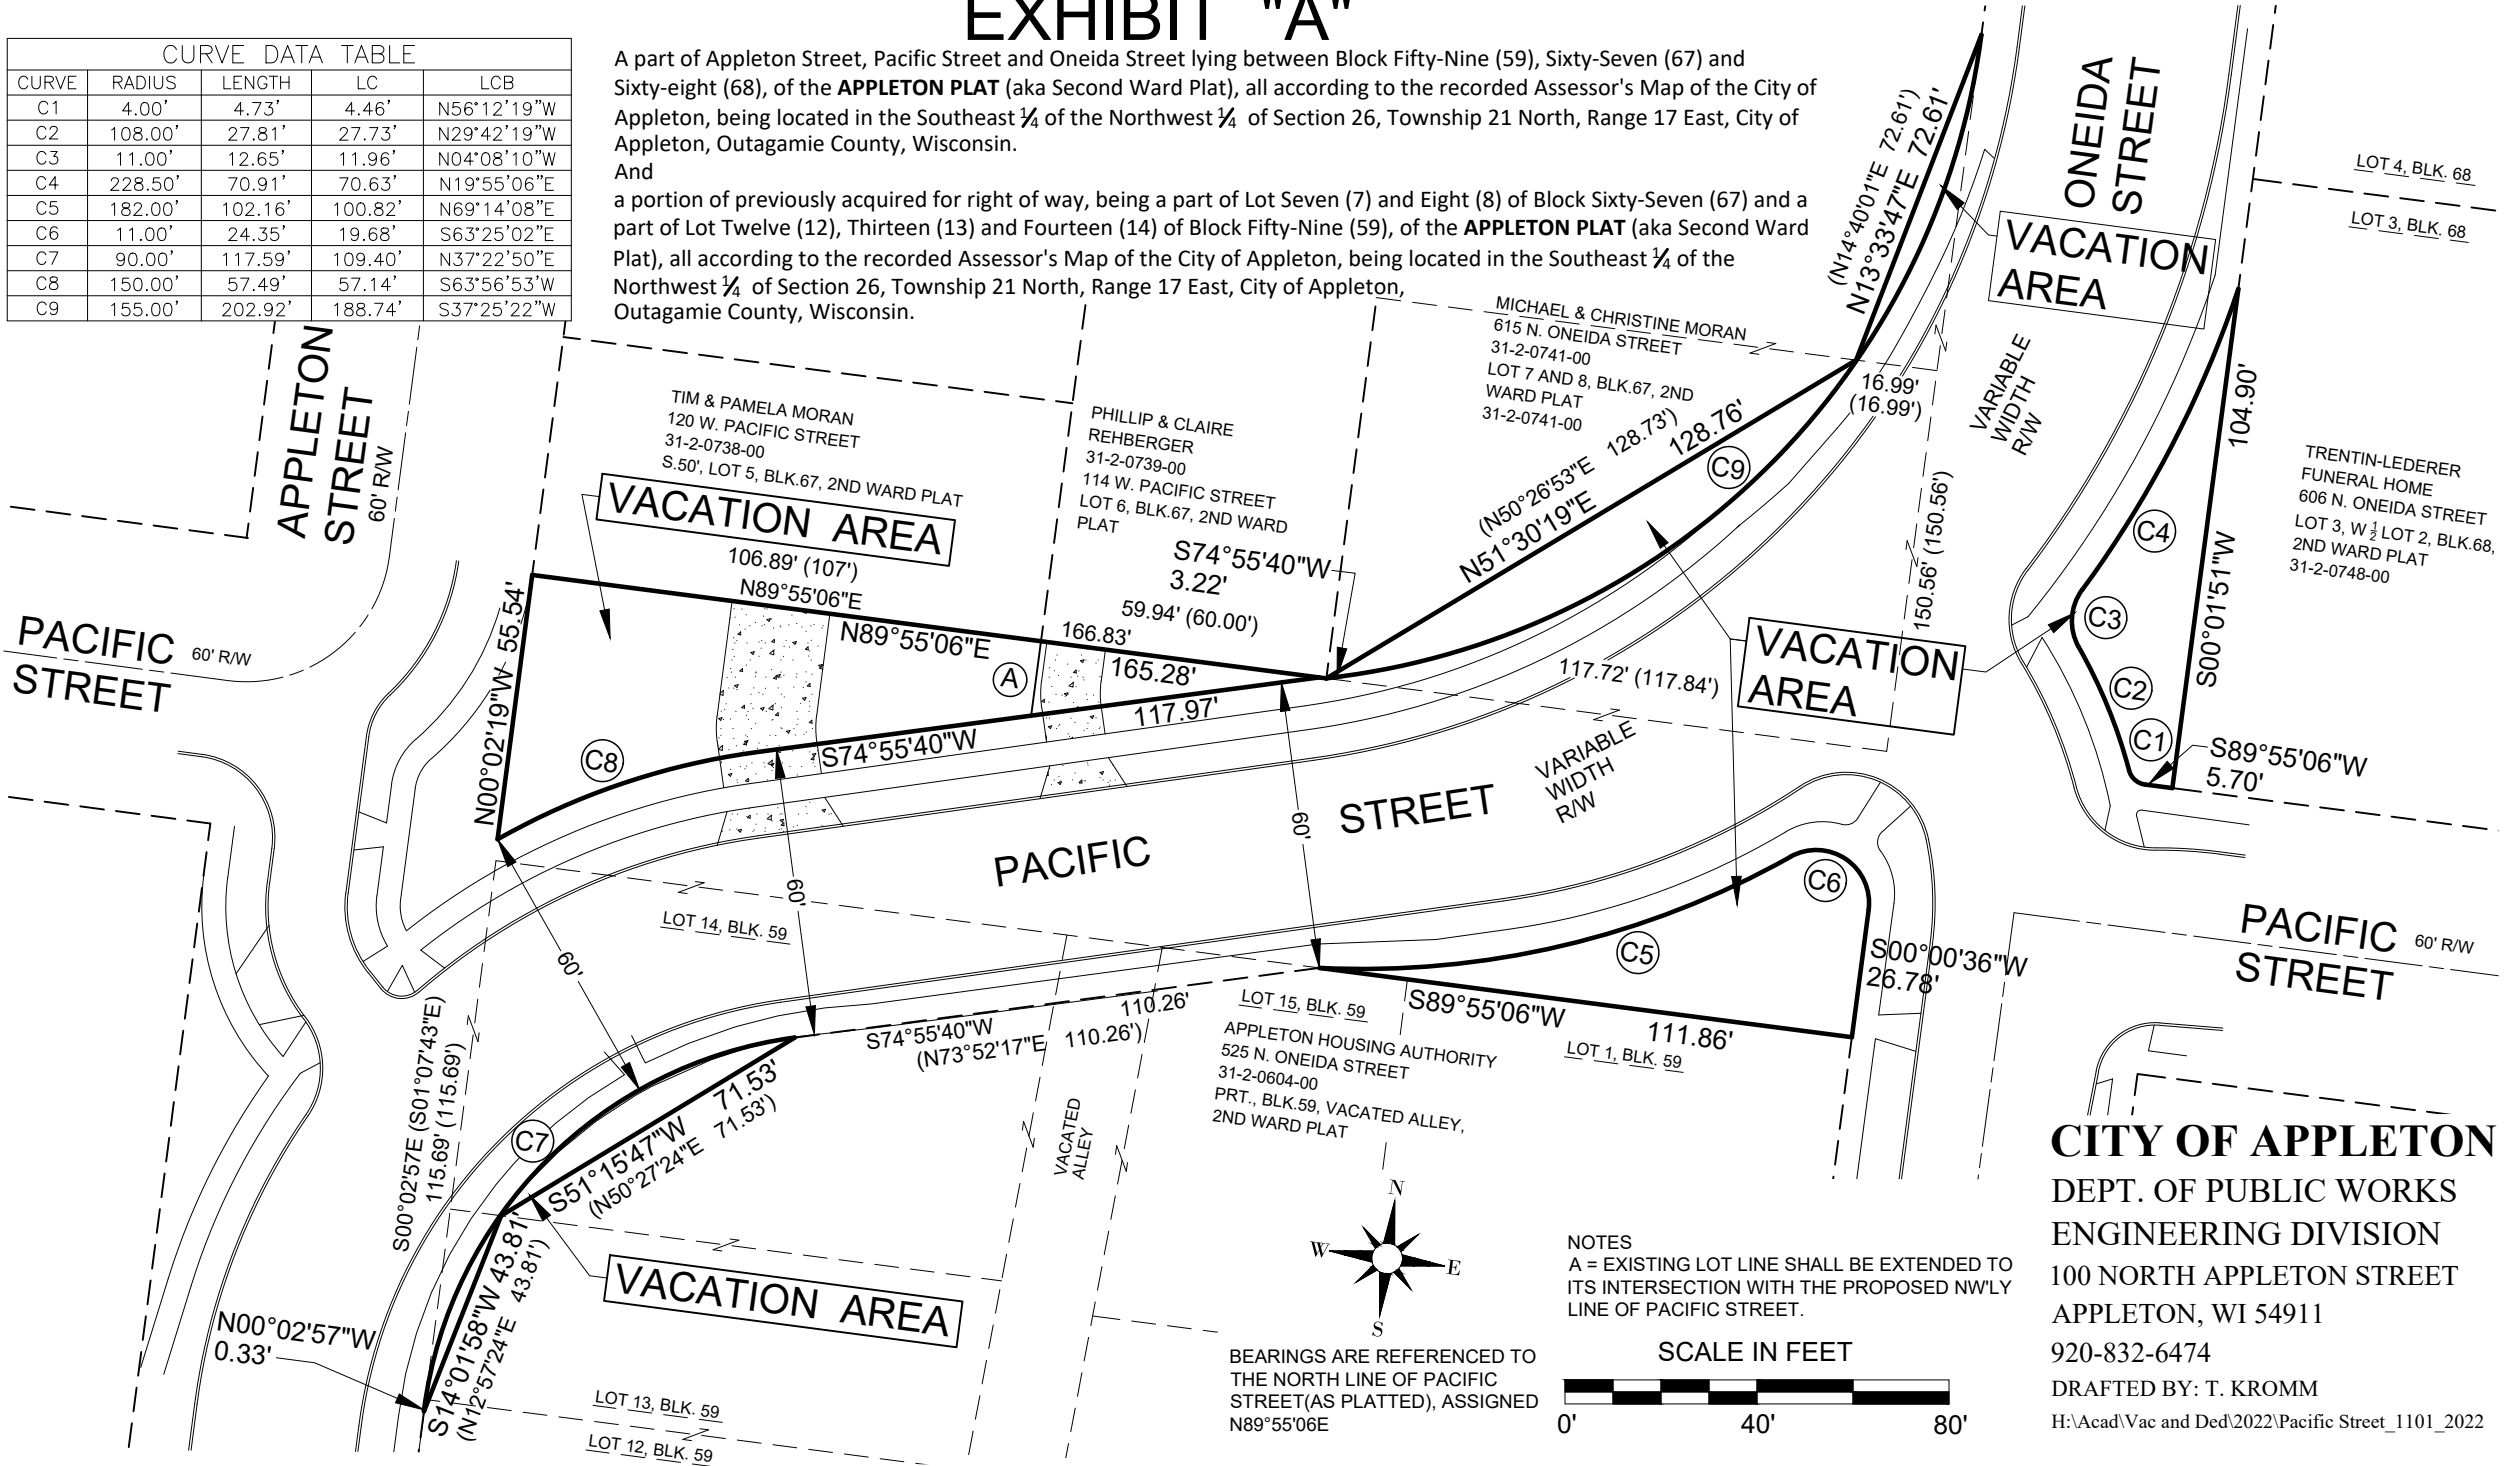 EXHIBIT "A"
CURVE DATA TABLE
CURVE RADIUS LENGTH LC LCB
C1 4.00' 4.73' 4.46' N56°12'19"W
C2 108.00' 27.81' 27.73' N29°42'19"W
C3 11.00' 12.65' 11.96' N04°08'10"W
C4 228.50' 70.91' 70.63' N19°55'06"E
C5 182.00' 102.16' 100.82' N69°14'08"E
C6 11.00' 24.35' 19.68' S63°25'02"E
C7 90.00' 117.59' 109.40' N37°22'50"E
C8 150.00' 57.49' 57.14' S63°56'53"W
C9 155.00' 202.92' 188.74' S37°25'22"W
A part of Appleton Street, Pacific Street and Oneida Street lying between Block Fifty-Nine (59), Sixty-Seven (67) and
Sixty-eight (68), of the APPLETON PLAT (aka Second Ward Plat), all according to the recorded Assessor's Map of the City of
Appleton, being located in the Southeast 1/4 of the Northwest 1/4 of Section 26, Township 21 North, Range 17 East, City of
Appleton, Outagamie County, Wisconsin.
And
a portion of previously acquired for right of way, being a part of Lot Seven (7) and Eight (8) of Block Sixty-Seven (67) and a
part of Lot Twelve (12), Thirteen (13) and Fourteen (14) of Block Fifty-Nine (59), of the APPLETON PLAT (aka Second Ward
Plat), all according to the recorded Assessor's Map of the City of Appleton, being located in the Southeast 1/4 of the
Northwest 1/4 of Section 26, Township 21 North, Range 17 East, City of Appleton,
Outagamie County, Wisconsin.
APPLETON
STREET
60' R/W
PACIFIC 60' R/W
STREET
TIM & PAMELA MORAN
120 W. PACIFIC STREET
31-2-0738-00
S.50', LOT 5, BLK.67, 2ND WARD PLAT
VACATION AREA
106.89' (107')
N89°55'06"E
N89°55'06"E
166.83'
165.28'
A
N00°02'19"W 55.54'
C8
S74°55'40"W
117.97'
PHILLIP & CLAIRE
REHBERGER
31-2-0739-00
114 W. PACIFIC STREET
LOT 6, BLK.67, 2ND WARD
PLAT
S74°55'40"W
3.22'
59.94' (60.00')
MICHAEL & CHRISTINE MORAN
615 N. ONEIDA STREET
31-2-0741-00
LOT 7 AND 8, BLK.67, 2ND
WARD PLAT
31-2-0741-00
(N50°26'53"E 128.73')
N51°30'19"E 128.76'
C9
(N14°40'01"E 72.61')
N13°33'47"E 72.61'
16.99'
(16.99')
ONEIDA
STREET
VACATION
AREA
VARIABLE
WIDTH
R/W
150.56' (150.56')
LOT 4, BLK. 68
LOT 3, BLK. 68
104.90'
S00°01'51"W
TRENTIN-LEDERER
FUNERAL HOME
606 N. ONEIDA STREET
LOT 3, W 1/2 LOT 2, BLK.68,
2ND WARD PLAT
31-2-0748-00
C4
C3
C2
C1
S89°55'06"W
5.70'
VACATION
AREA
117.72' (117.84')
VARIABLE
WIDTH
R/W
PACIFIC
STREET
60'
60'
60'
LOT 14, BLK. 59
C6
C5
S00°00'36"W
26.78'
S89°55'06"W
111.86'
LOT 1, BLK. 59
LOT 15, BLK. 59
APPLETON HOUSING AUTHORITY
525 N. ONEIDA STREET
31-2-0604-00
PRT., BLK.59, VACATED ALLEY,
2ND WARD PLAT
PACIFIC 60' R/W
STREET
S74°55'40"W 110.26'
(N73°52'17"E 110.26')
VACATED
ALLEY
S00°02'57E (S01°07'43"E)
115.69' (115.69')
C7
71.53'
S51°15'47"W
(N50°27'24"E 71.53')
VACATION AREA
S14°01'58"W 43.81'
(N12°57'24"E 43.81')
N00°02'57"W
0.33'
LOT 13, BLK. 59
LOT 12, BLK. 59
N
W
E
S
BEARINGS ARE REFERENCED TO
THE NORTH LINE OF PACIFIC
STREET(AS PLATTED), ASSIGNED
N89°55'06E
NOTES
A = EXISTING LOT LINE SHALL BE EXTENDED TO
ITS INTERSECTION WITH THE PROPOSED NW'LY
LINE OF PACIFIC STREET.
SCALE IN FEET
0' 40' 80'
CITY OF APPLETON
DEPT. OF PUBLIC WORKS
ENGINEERING DIVISION
100 NORTH APPLETON STREET
APPLETON, WI 54911
920-832-6474
DRAFTED BY: T. KROMM
H:\Acad\Vac and Ded\2022\Pacific Street_1101_2022